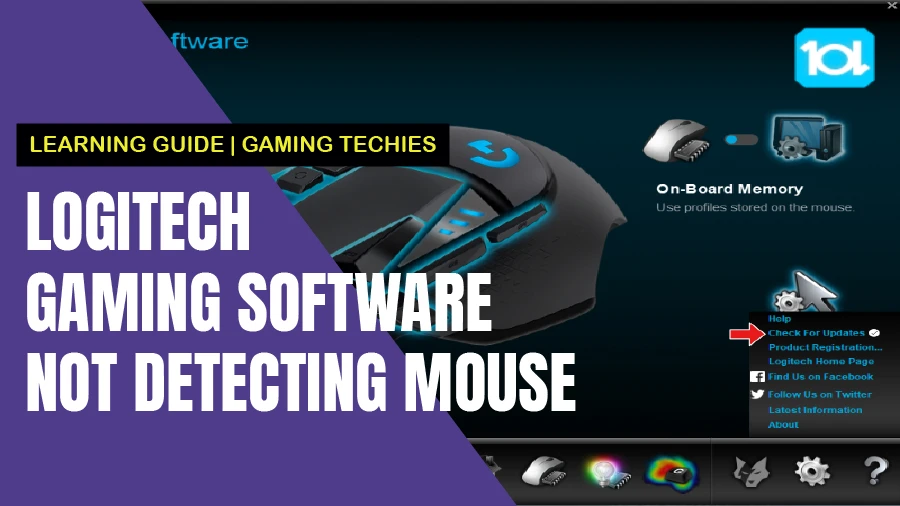 ftware
LEARNING GUIDE | GAMING TECHIES
LOGITECH
GAMING SOFTWARE
NOT DETECTING MOUSE
On-Board Memory
Use profiles stored on the mouse.
Help
Check For Updates
Product Registration...
Logitech Home Page
Find Us on Facebook
Follow Us on Twitter
Latest Information
About